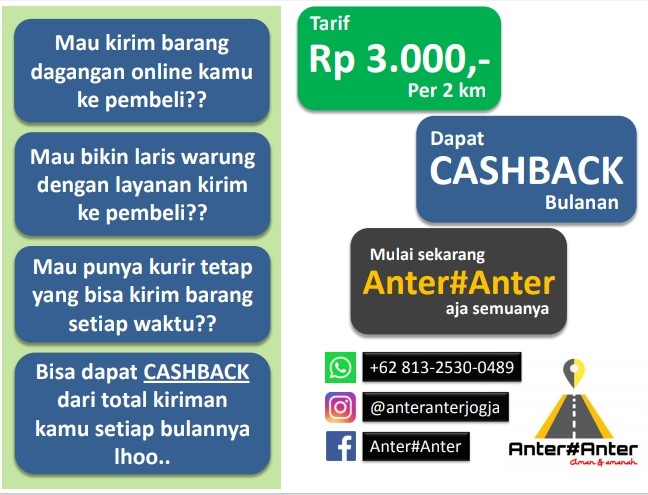 Mau kirim barang
dagangan online kamu
ke pembeli??
Mau bikin laris warung
dengan layanan kirim
ke pembeli??
Mau punya kurir tetap
yang bisa kirim barang
setiap waktu??
Bisa dapat CASHBACK
dari total kiriman
kamu setiap bulannya
lhoo..
Tarif
Rp 3.000,-
Per 2 km
Dapat
CASHBACK
Bulanan
Mulai sekarang
Anter#Anter
aja semuanya
+62 813-2530-0489
@anteranterjogja
Anter#Anter
Anter#Anter
aman & amanah